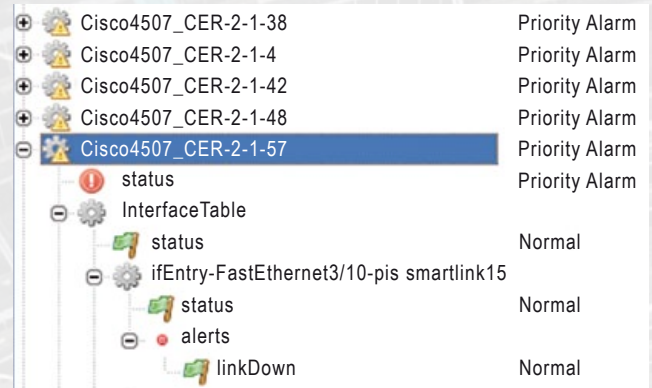 Cisco4507_CER-2-1-38 Priority Alarm
Cisco4507_CER-2-1-4 Priority Alarm
Cisco4507_CER-2-1-42 Priority Alarm
Cisco4507_CER-2-1-48 Priority Alarm
Cisco4507_CER-2-1-57 Priority Alarm
status Priority Alarm
InterfaceTable
status Normal
ifEntry-FastEthernet3/10-pis smartlink15
status Normal
alerts
linkDown Normal